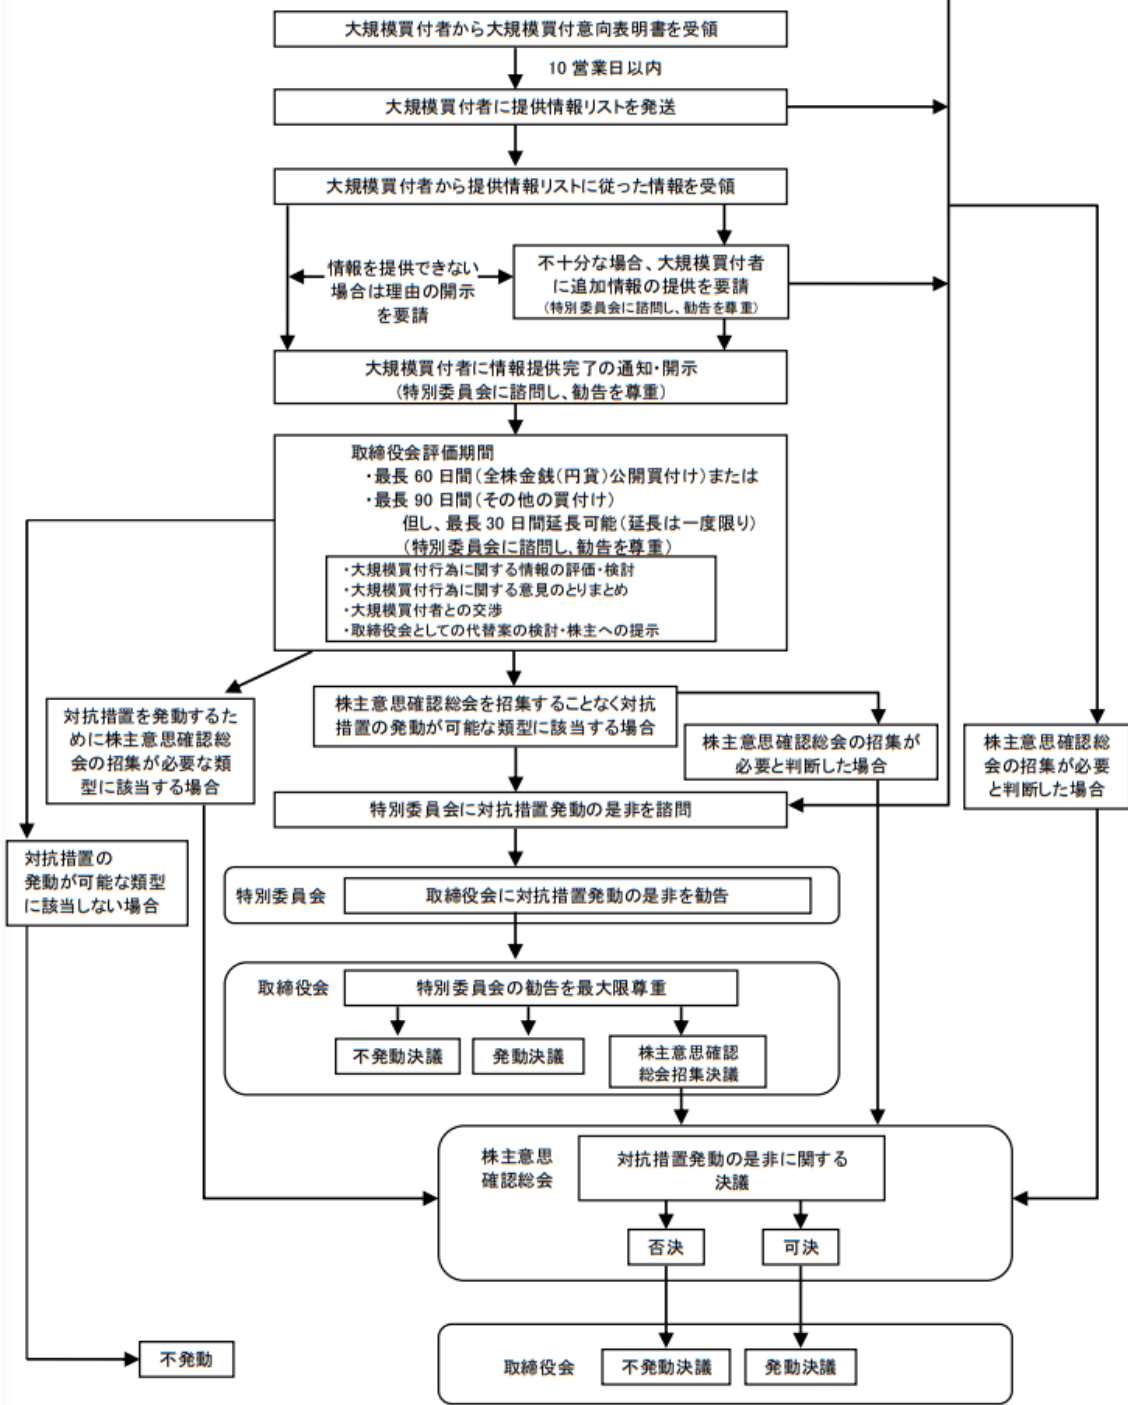 大規模買付者から大規模買付意向表明書を受領
10 営業日以内
大規模買付者に提供情報リストを発送
大規模買付者から提供情報リストに従った情報を受領
情報を提供できない
場合は理由の開示
を要請
不十分な場合、大規模買付者
に追加情報の提供を要請
(特別委員会に諮問し、勧告を尊重)
大規模買付者に情報提供完了の通知・開示
(特別委員会に諮問し、勧告を尊重)
取締役会評価期間
・最長 60 日間(全株金銭(円貨)公開買付け)または
・最長 90 日間(その他の買付け)
但し、最長 30 日間延長可能(延長は一度限り)
(特別委員会に諮問し、勧告を尊重)
・大規模買付行為に関する情報の評価・検討
・大規模買付行為に関する意見のとりまとめ
・大規模買付者との交渉
・取締役会としての代替案の検討・株主への提示
対抗措置を発動するた
めに株主意思確認総
会の招集が必要な類
型に該当する場合
株主意思確認総会を招集することなく対抗
措置の発動が可能な類型に該当する場合
株主意思確認総会の招集が
必要と判断した場合
株主意思確認総
会の招集が必要
と判断した場合
特別委員会に対抗措置発動の是非を諮問
対抗措置の
発動が可能な類型
に該当しない場合
特別委員会
取締役会に対抗措置発動の是非を勧告
取締役会
特別委員会の勧告を最大限尊重
不発動決議
発動決議
株主意思確認
総会招集決議
株主意思
確認総会
対抗措置発動の是非に関する
決議
否決
可決
不発動
取締役会
不発動決議
発動決議